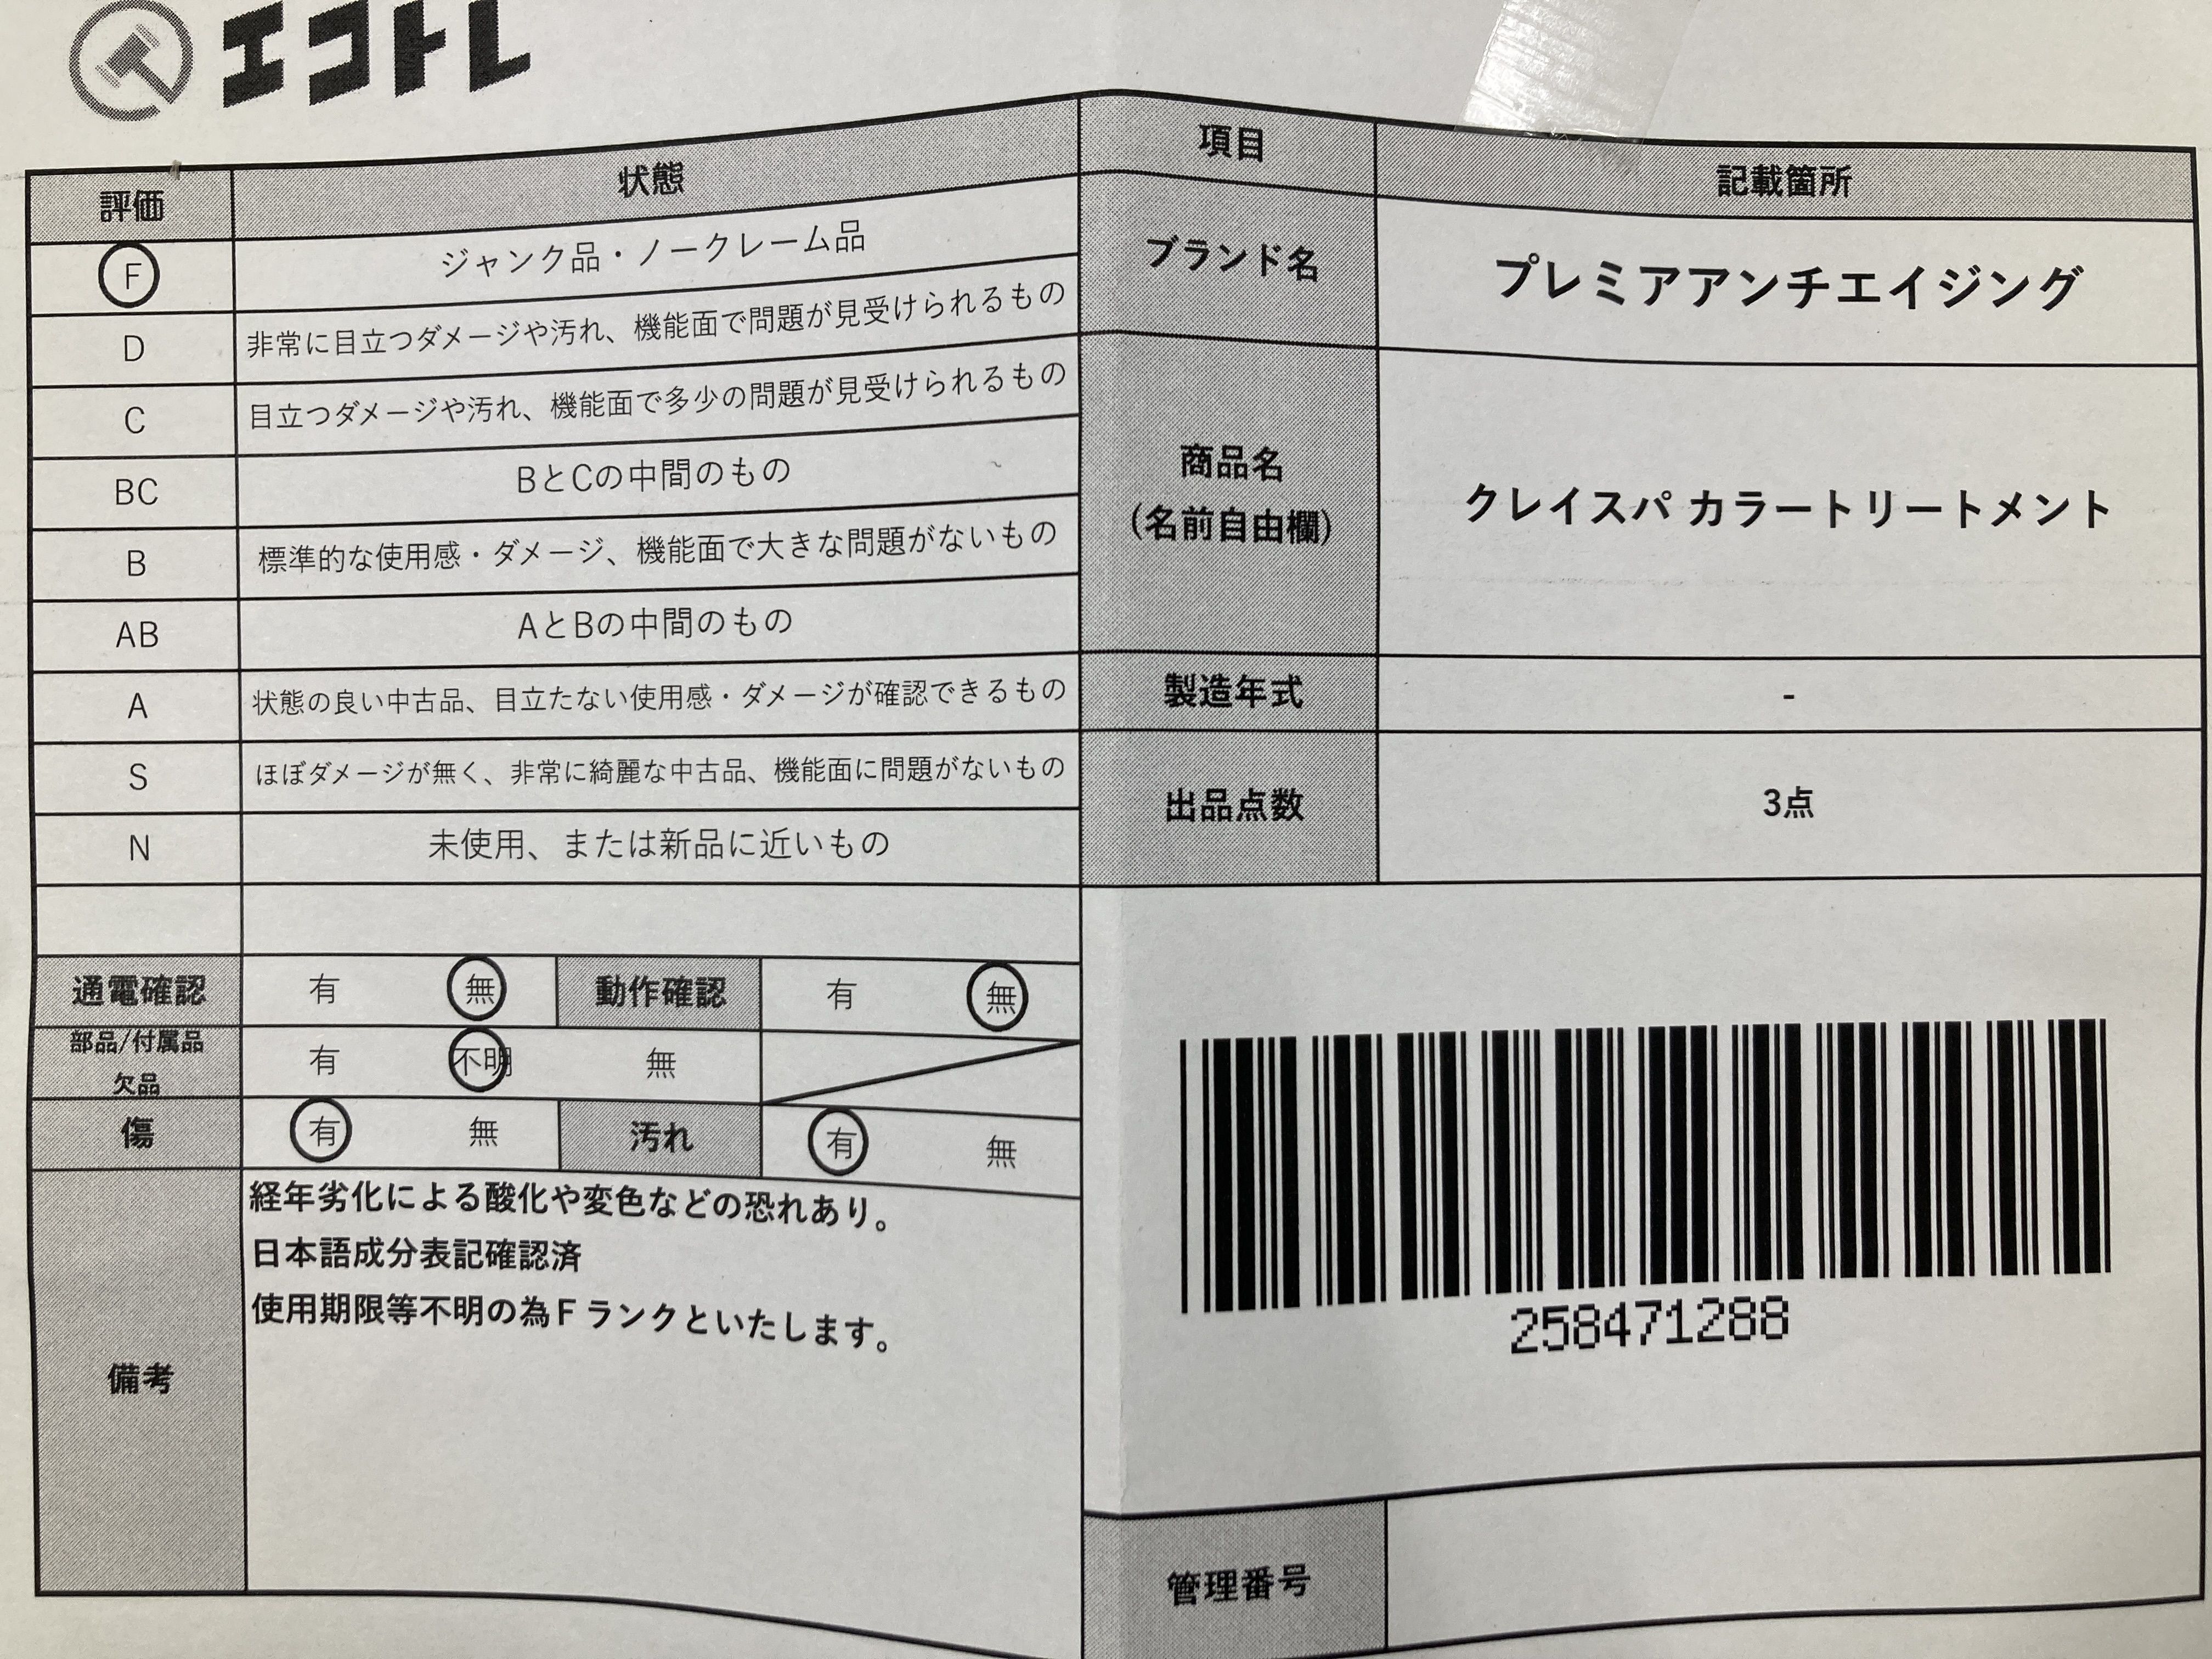 エコトレ
評価 状態
F ジャンク品・ノークレーム品
D 非常に目立つダメージや汚れ、機能面で問題が見受けられるもの
C 目立つダメージや汚れ、機能面で多少の問題が見受けられるもの
BC BとCの中間のもの
B 標準的な使用感・ダメージ、機能面で大きな問題がないもの
AB AとBの中間のもの
A 状態の良い中古品、目立たない使用感・ダメージが確認できるもの
S ほぼダメージが無く、非常に綺麗な中古品、機能面に問題がないもの
N 未使用、または新品に近いもの
通電確認 有 無 動作確認 有 無
部品/付属品
欠品 有 不明 無
傷 有 無 汚れ 有 無
備考
経年劣化による酸化や変色などの恐れあり。
日本語成分表記確認済
使用期限等不明の為Fランクといたします。
項目 記載箇所
ブランド名 プレミアアンチエイジング
商品名
(名前自由欄) クレイスパ カラートリートメント
製造年式 -
出品点数 3点
258471288
管理番号